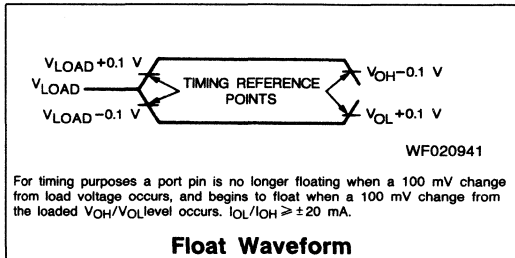 VLOAD+0.1 V
VLOAD
VLOAD−0.1 V
TIMING REFERENCE
POINTS
VOH−0.1 V
VOL+0.1 V
WF020941
For timing purposes a port pin is no longer floating when a 100 mV change
from load voltage occurs, and begins to float when a 100 mV change from
the loaded VOH/VOLlevel occurs. IOL/IOH ≥ ±20 mA.
Float Waveform